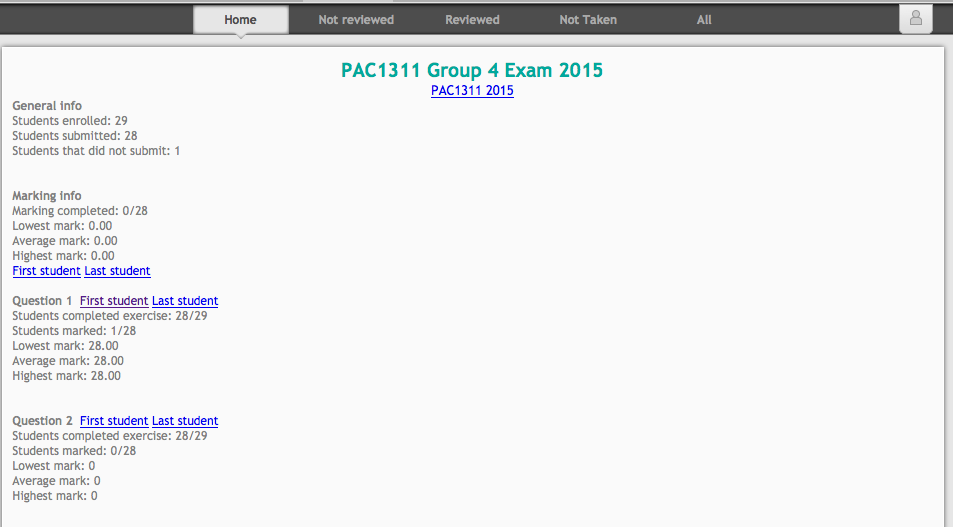 Home Not reviewed Reviewed Not Taken All
PAC1311 Group 4 Exam 2015
PAC1311 2015
General info
Students enrolled: 29
Students submitted: 28
Students that did not submit: 1
Marking info
Marking completed: 0/28
Lowest mark: 0.00
Average mark: 0.00
Highest mark: 0.00
First student Last student
Question 1 First student Last student
Students completed exercise: 28/29
Students marked: 1/28
Lowest mark: 28.00
Average mark: 28.00
Highest mark: 28.00
Question 2 First student Last student
Students completed exercise: 28/29
Students marked: 0/28
Lowest mark: 0
Average mark: 0
Highest mark: 0